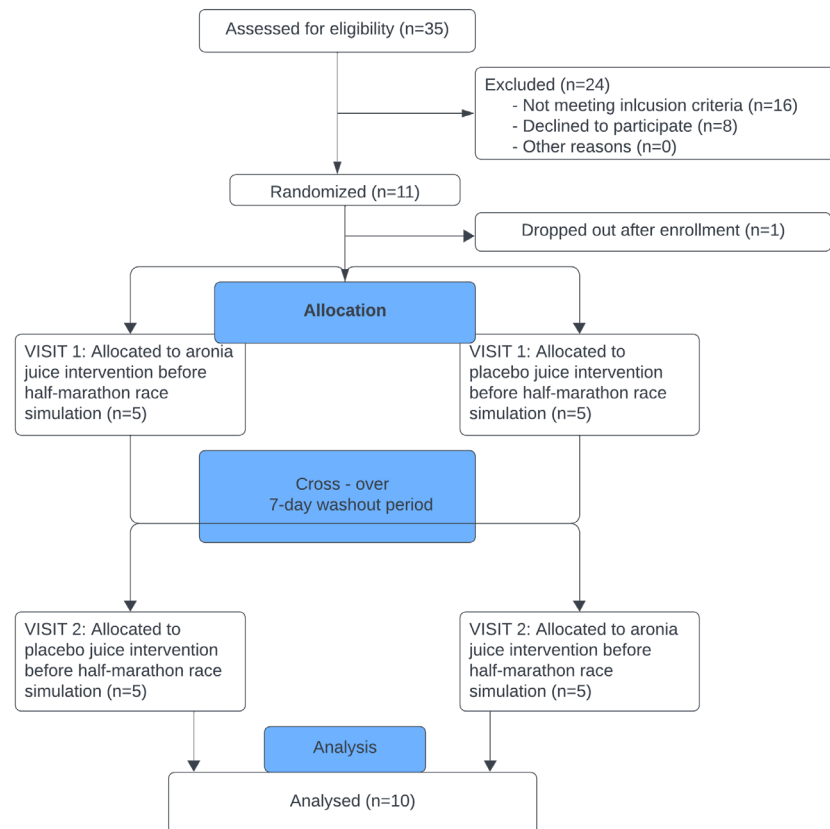 Assessed for eligibility (n=35)
Excluded (n=24)
- Not meeting inlcusion criteria (n=16)
- Declined to participate (n=8)
- Other reasons (n=0)
Randomized (n=11)
Dropped out after enrollment (n=1)
Allocation
VISIT 1: Allocated to aronia
juice intervention before
half-marathon race
simulation (n=5)
VISIT 1: Allocated to
placebo juice intervention
before half-marathon race
simulation (n=5)
Cross - over
7-day washout period
VISIT 2: Allocated to
placebo juice intervention
before half-marathon race
simulation (n=5)
VISIT 2: Allocated to aronia
juice intervention before
half-marathon race
simulation (n=5)
Analysis
Analysed (n=10)